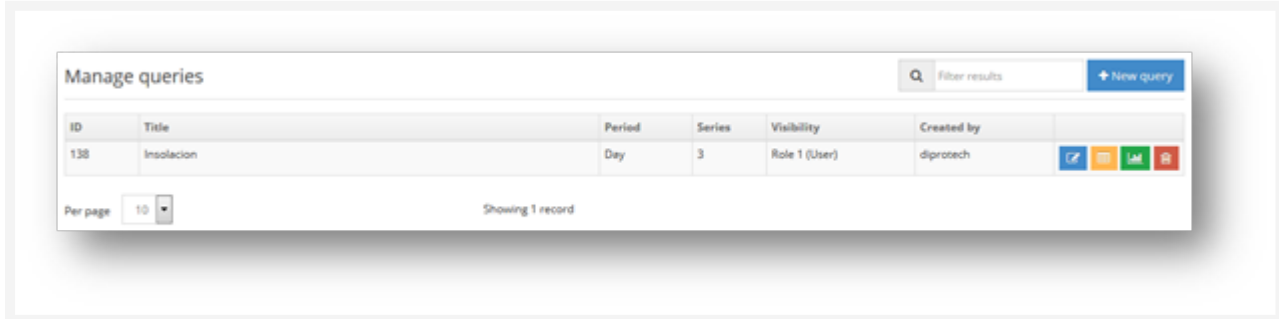 Manage queries Filter results + New query
ID Title Period Series Visibility Created by
138 Insolacion Day 3 Role 1 (User) diprotech
Per page 10 Showing 1 record